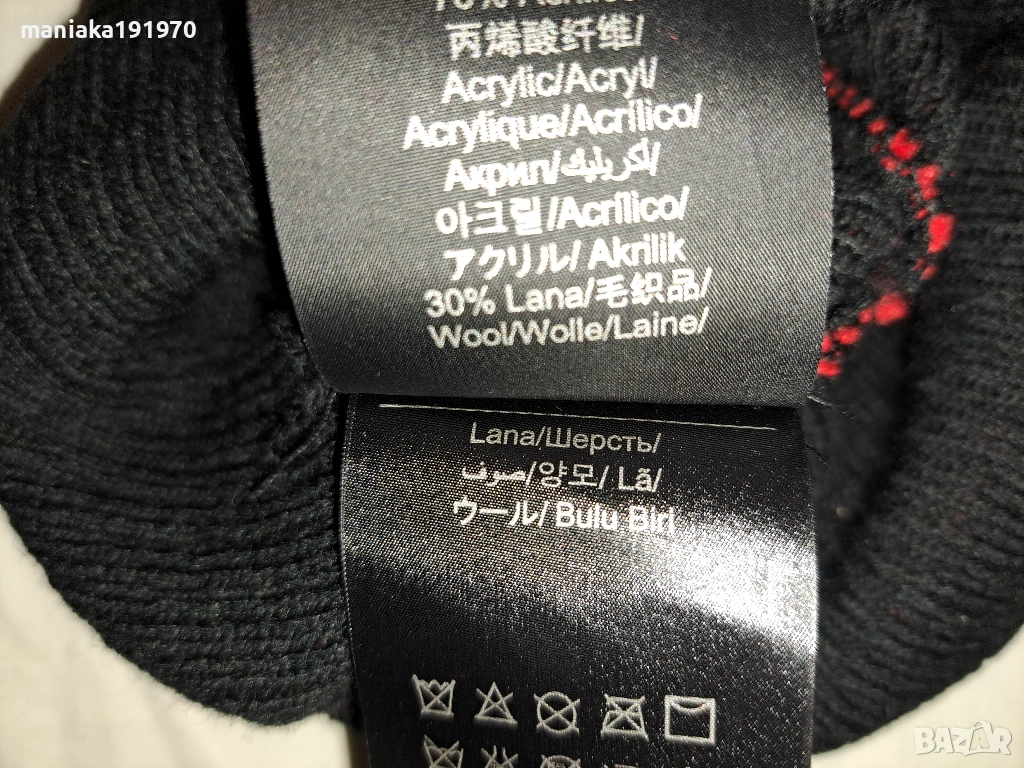 maniaka191970
丙烯酸纤维/
Acrylic/Acryl/
Acrylique/Acrílico/
Акрил/اكريليك/
아크릴/Acrílico/
アクリル/ Akrilik
30% Lana/毛织品/
Wool/Wolle/Laine/
Lana/Шерсть/
صوف/양모/ Lã/
ウール/ Bulu Biri
BAZAR